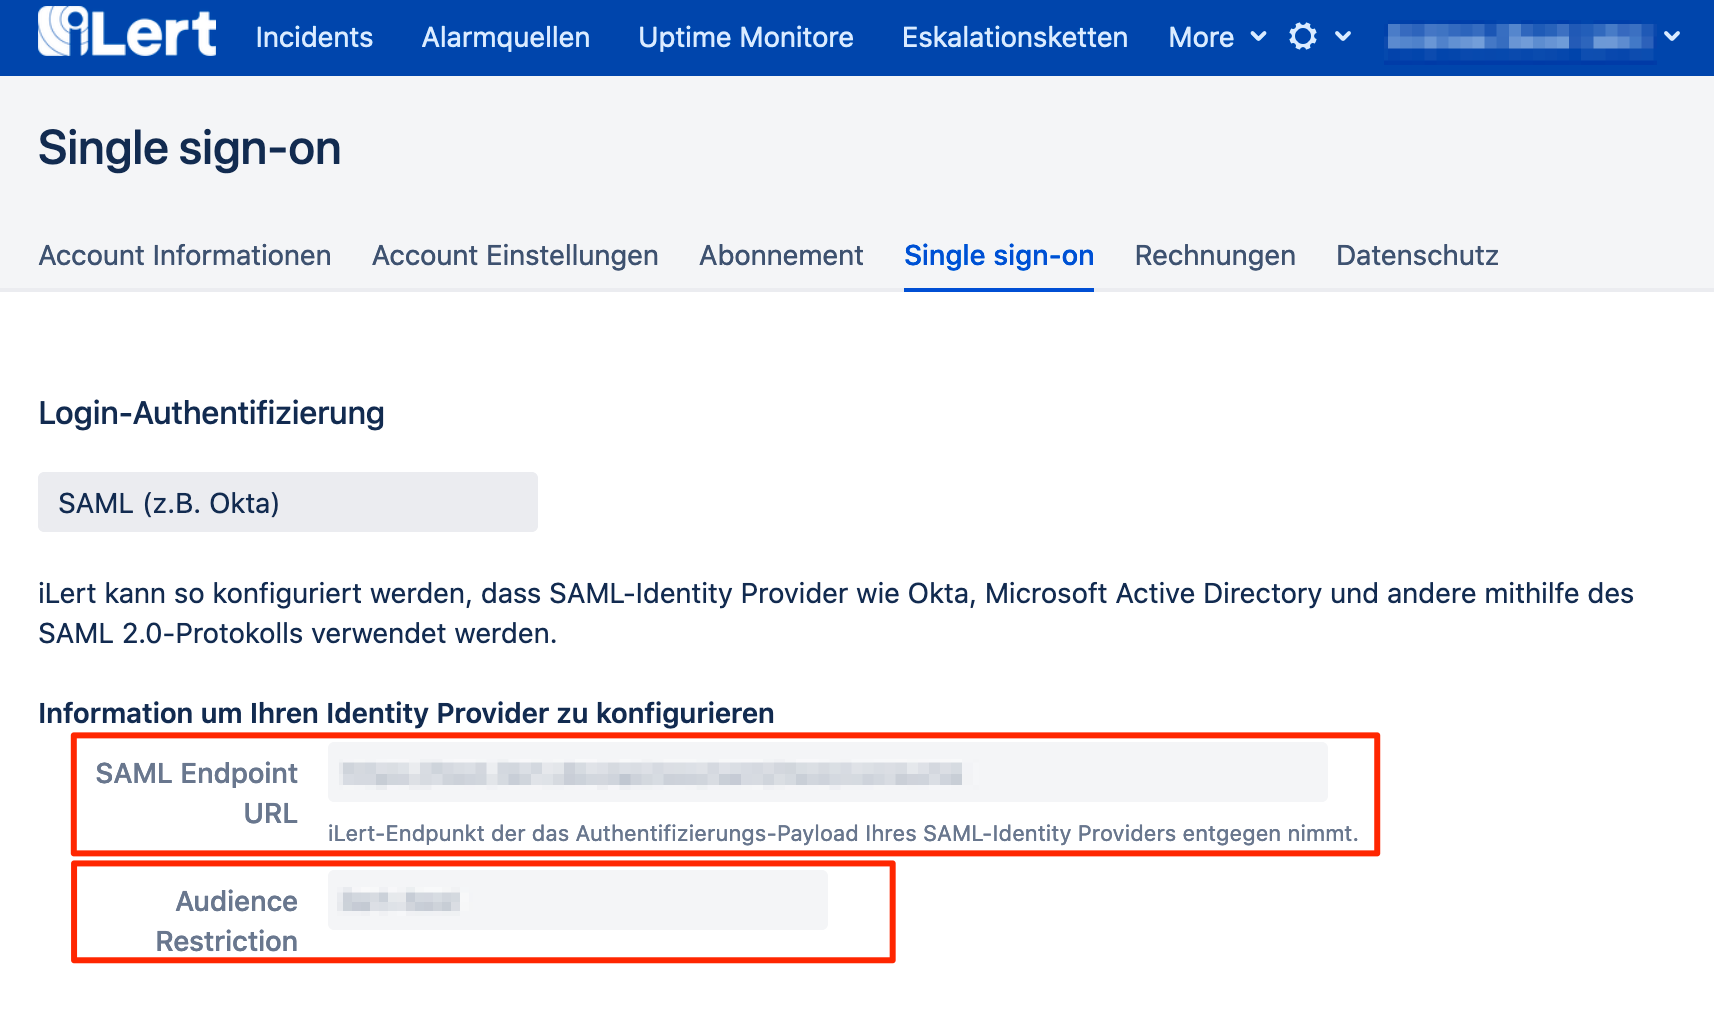 iLert Incidents Alarmquellen Uptime Monitore Eskalationsketten More
Single sign-on
Account Informationen Account Einstellungen Abonnement Single sign-on Rechnungen Datenschutz
Login-Authentifizierung
SAML (z.B. Okta)
iLert kann so konfiguriert werden, dass SAML-Identity Provider wie Okta, Microsoft Active Directory und andere mithilfe des
SAML 2.0-Protokolls verwendet werden.
Information um Ihren Identity Provider zu konfigurieren
SAML Endpoint
URL
iLert-Endpunkt der das Authentifizierungs-Payload Ihres SAML-Identity Providers entgegen nimmt.
Audience
Restriction